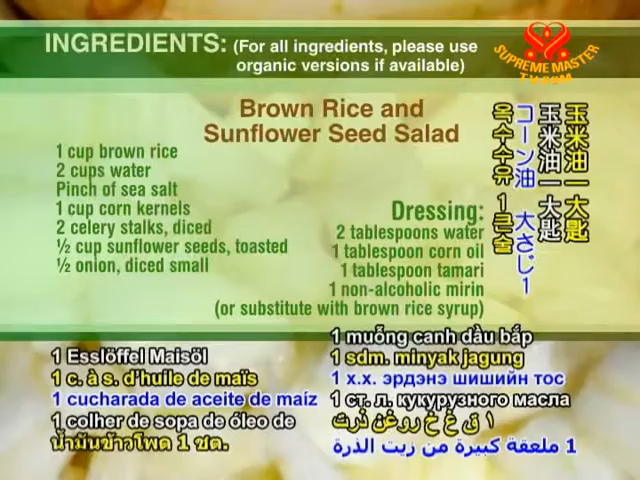 INGREDIENTS: (For all ingredients, please use
organic versions if available)
SUPREME MASTER
TV.COM
Brown Rice and
Sunflower Seed Salad
1 cup brown rice
2 cups water
Pinch of sea salt
1 cup corn kernels
2 celery stalks, diced
½ cup sunflower seeds, toasted
½ onion, diced small
Dressing:
2 tablespoons water
1 tablespoon corn oil
1 tablespoon tamari
1 non-alcoholic mirin
(or substitute with brown rice syrup)
玉米油一大匙
玉米油一大匙
コーン油 大さじ1
옥수수유 1큰술
1 Esslöffel Maisöl
1 c. à s. d'huile de maïs
1 cucharada de aceite de maíz
1 colher de sopa de óleo de
น้ำมันข้าวโพด 1 ชต.
1 muỗng canh dầu bắp
1 sdm. minyak jagung
1 х.х. эрдэнэ шишийн тос
1 ст. л. кукурузного масла
۱ ق غ خ روغن ذرت
1 ملعقة كبيرة من زيت الذرة